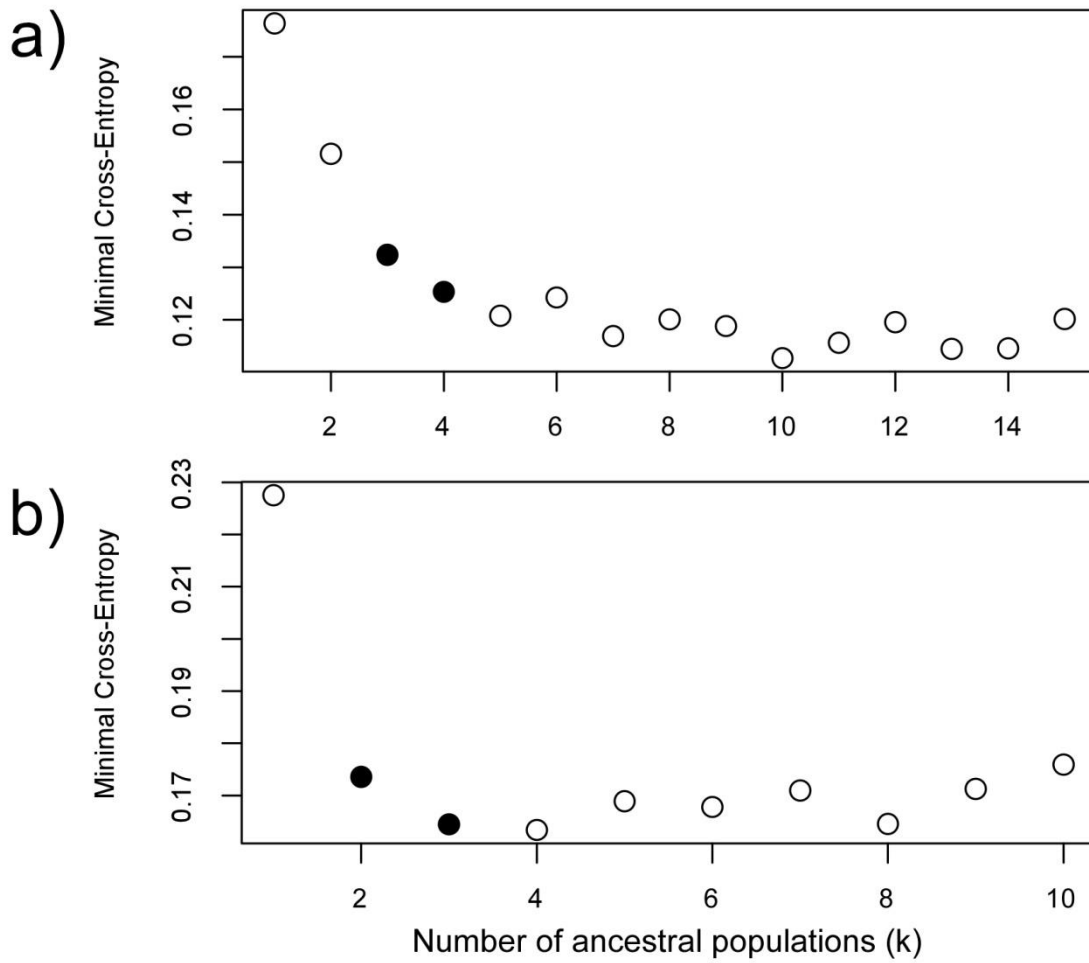 a)
Minimal Cross-Entropy
0.16
0.14
0.12
2 4 6 8 10 12 14
b)
Minimal Cross-Entropy
0.23
0.21
0.19
0.17
2 4 6 8 10
Number of ancestral populations (k)